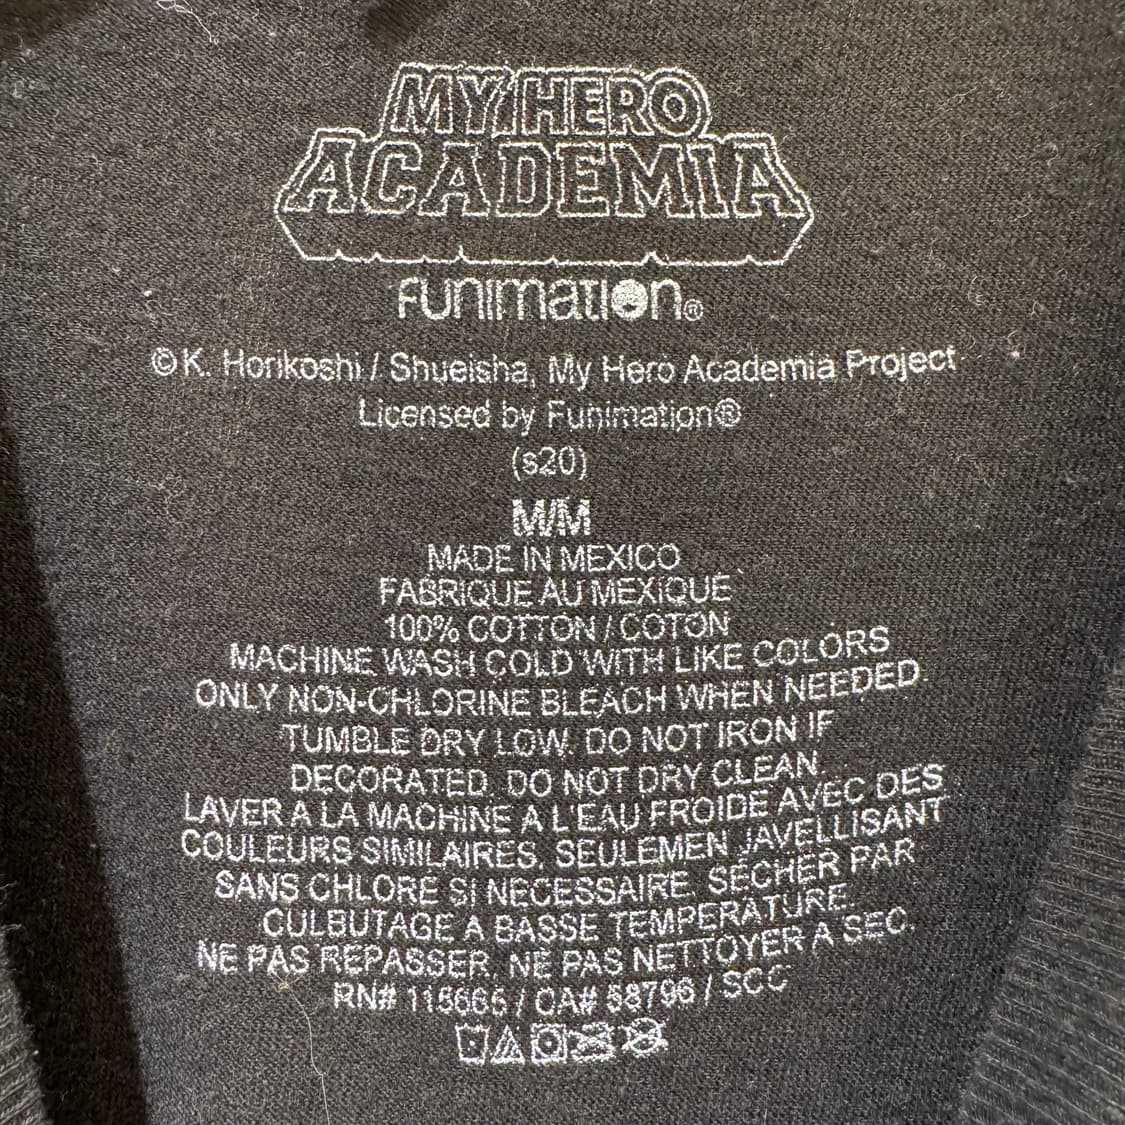 MY HERO
ACADEMIA
FUNIMATION®
© K. Horikoshi / Shueisha, My Hero Academia Project
Licensed by Funimation®
(s20)
M/M
MADE IN MEXICO
FABRIQUE AU MEXIQUE
100% COTTON / COTON
MACHINE WASH COLD WITH LIKE COLORS
ONLY NON-CHLORINE BLEACH WHEN NEEDED.
TUMBLE DRY LOW. DO NOT IRON IF
DECORATED. DO NOT DRY CLEAN.
LAVER A LA MACHINE A L'EAU FROIDE AVEC DES
COULEURS SIMILAIRES. SEULEMEN JAVELLISANT
SANS CHLORE SI NECESSAIRE. SECHER PAR
CULBUTAGE A BASSE TEMPERATURE.
NE PAS REPASSER. NE PAS NETTOYER A SEC.
RN# / CA# 58796 / SCC